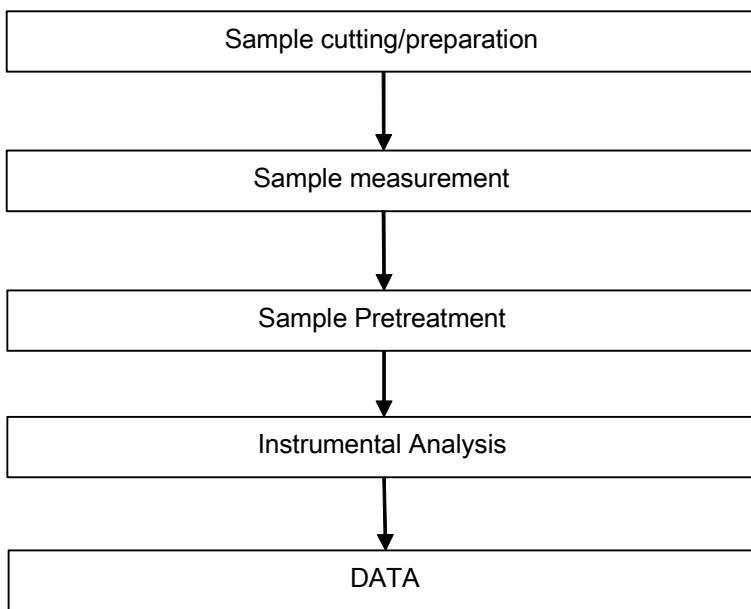 Sample cutting/preparation
Sample measurement
Sample Pretreatment
Instrumental Analysis
DATA